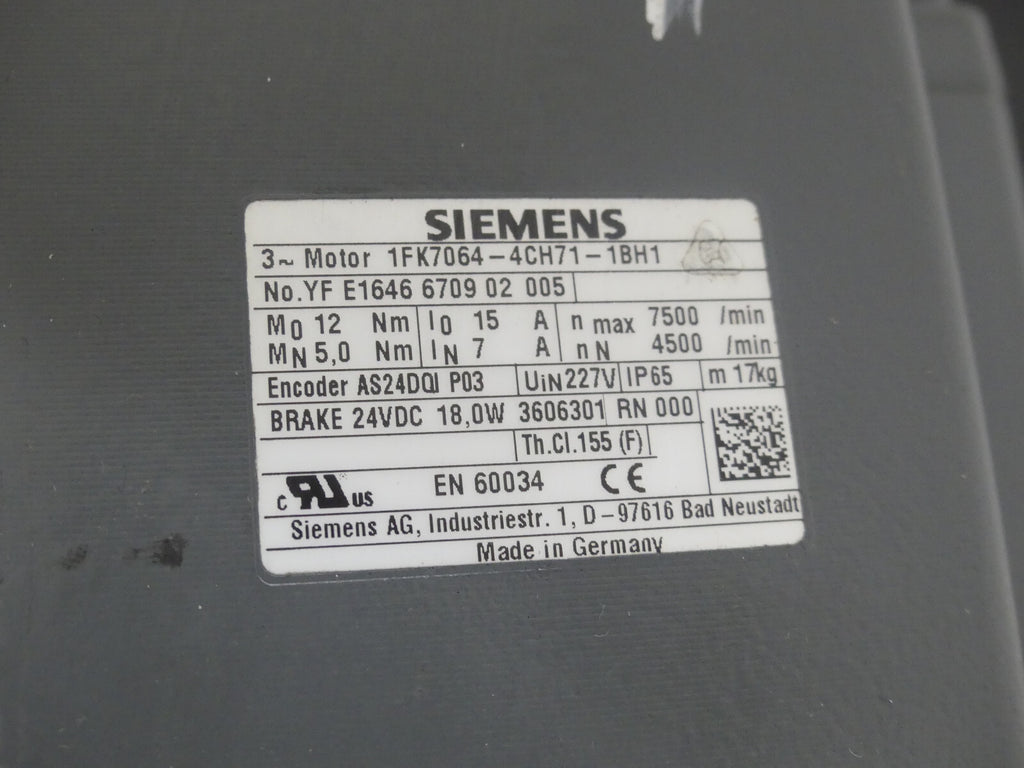 SIEMENS
3~ Motor 1FK7064-4CH71-1BH1
No.YF E1646 6709 02 005
M0 12 Nm I0 15 A n max 7500 /min
MN 5,0 Nm IN 7 A n N 4500 /min
Encoder AS24DQI P03 UiN 227V IP65 m 17kg
BRAKE 24VDC 18,0W 3606301 RN 000
Th.Cl.155 (F)
c RU US EN 60034 CE
Siemens AG, Industriestr. 1, D-97616 Bad Neustadt
Made in Germany